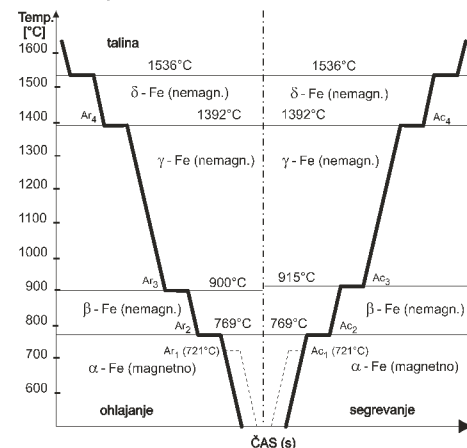 Temp.
[°C]
talina
1600
1536°C 1536°C
1500
δ - Fe (nemagn.) δ - Fe (nemagn.)
Ar4 1392°C 1392°C Ac4
1400
γ - Fe (nemagn.) γ - Fe (nemagn.)
1300
1200
1100
1000
Ar3 900°C 915°C Ac3
900
β - Fe (nemagn.) β - Fe (nemagn.)
Ar2 769°C 769°C Ac2
800
Ar1 (721°C) Ac1 (721°C)
700
α - Fe (magnetno) α - Fe (magnetno)
600
ohlajanje segrevanje
ČAS (s)